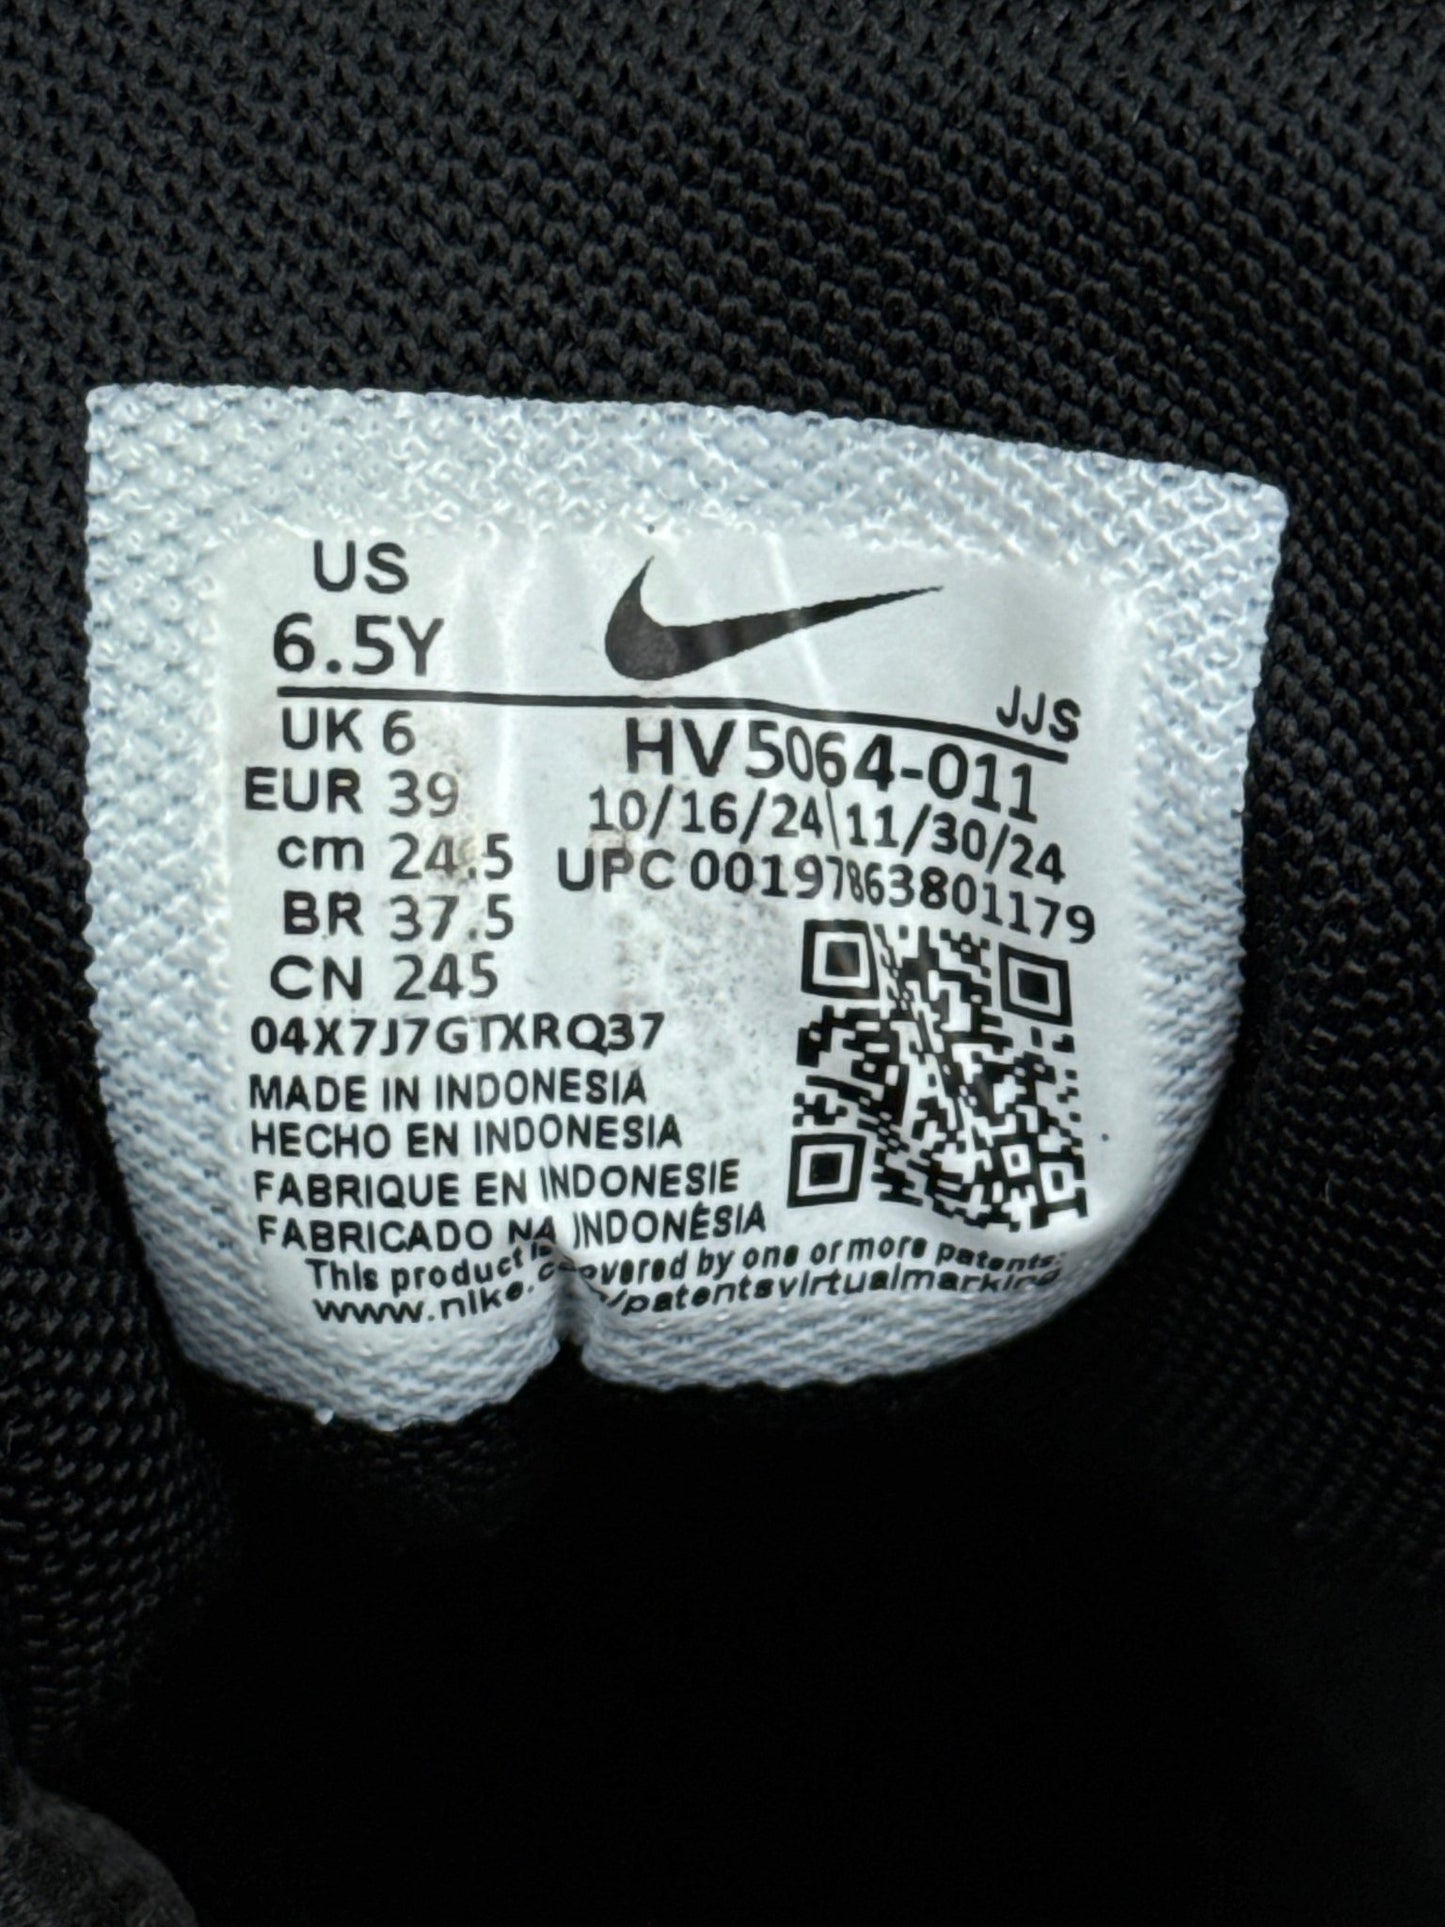 US
6.5Y
JJS
UK 6
EUR 39
cm 24.5
BR 37.5
CN 245
HV5064-011
10/16/24\11/30/24
UPC 00197863801179
04X7J7GTXRQ37
MADE IN INDONESIA
HECHO EN INDONESIA
FABRIQUE EN INDONESIE
FABRICADO NA INDONÉSIA
This product is covered by one or more patents.
www.nike. /patentsvirtualmarking